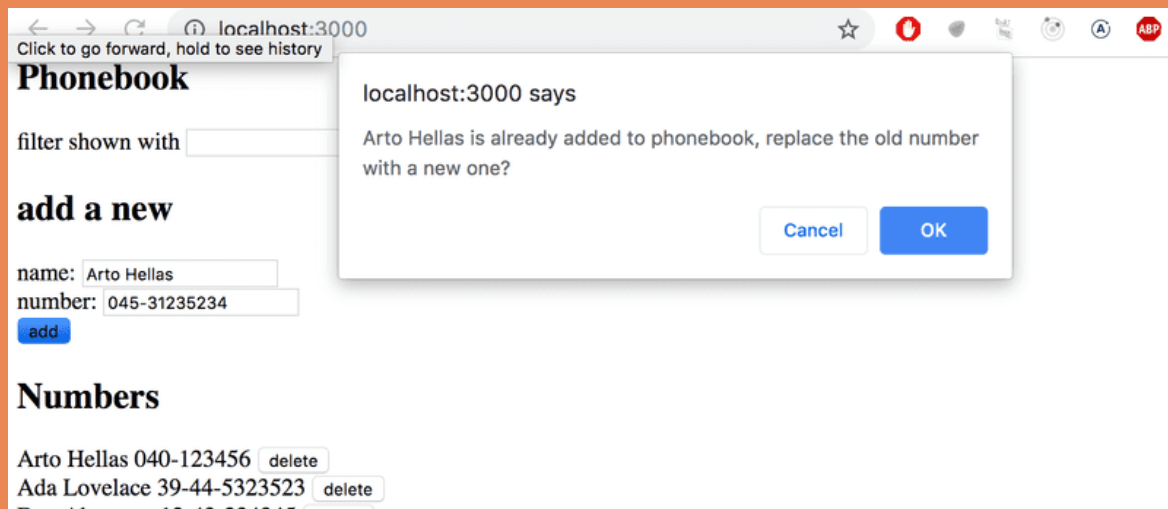 localhost:3000
ABP
Click to go forward, hold to see history
Phonebook
localhost:3000 says
Arto Hellas is already added to phonebook, replace the old number
with a new one?
Cancel
OK
filter shown with
add a new
name: Arto Hellas
number: 045-31235234
add
Numbers
Arto Hellas 040-123456 delete
Ada Lovelace 39-44-5323523 delete